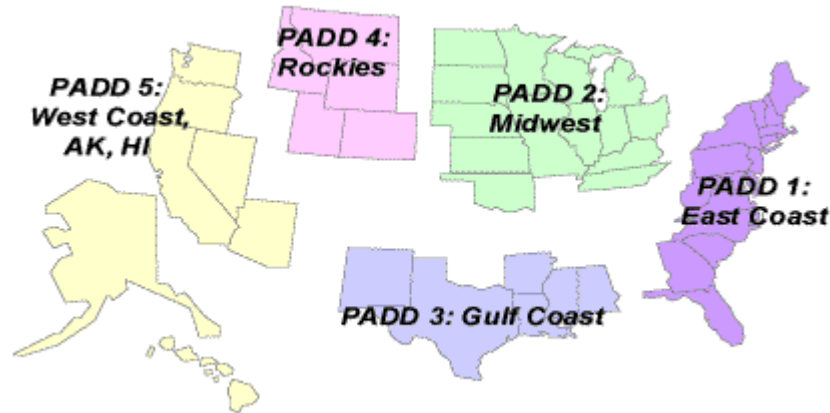 PADD 4:
Rockies
PADD 5:
West Coast,
AK, HI
PADD 2:
Midwest
PADD 1:
East Coast
PADD 3: Gulf Coast